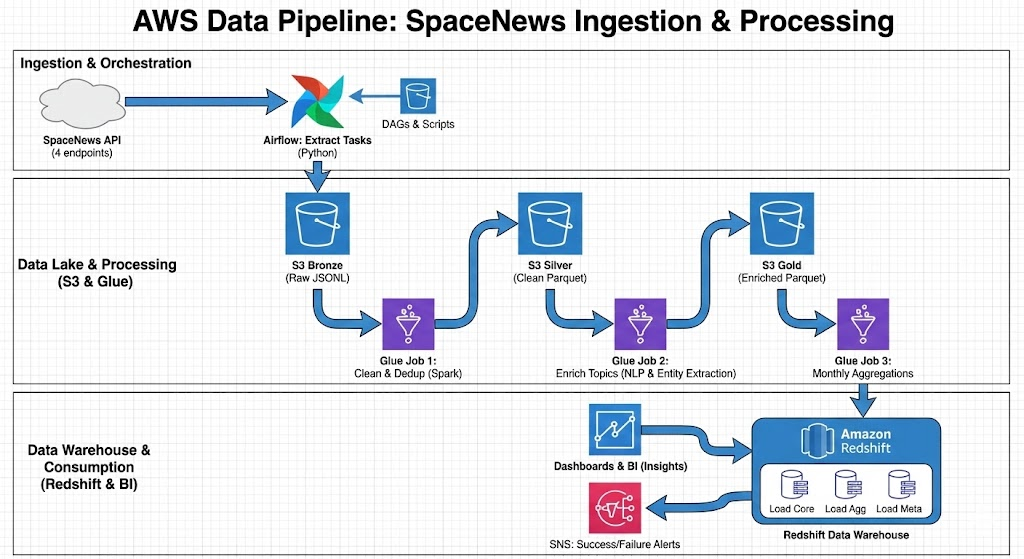 AWS Data Pipeline: SpaceNews Ingestion & Processing
Ingestion & Orchestration
SpaceNews API
(4 endpoints)
Airflow: Extract Tasks
(Python)
DAGs & Scripts
Data Lake & Processing
(S3 & Glue)
S3 Bronze
(Raw JSONL)
S3 Silver
(Clean Parquet)
S3 Gold
(Enriched Parquet)
Glue Job 1:
Clean & Dedup (Spark)
Glue Job 2:
Enrich Topics (NLP & Entity Extraction)
Glue Job 3:
Monthly Aggregations
Data Warehouse &
Consumption
(Redshift & BI)
Dashboards & BI (Insights)
SNS: Success/Failure Alerts
Amazon
Redshift
Load Core
Load Agg
Load Meta
Redshift Data Warehouse